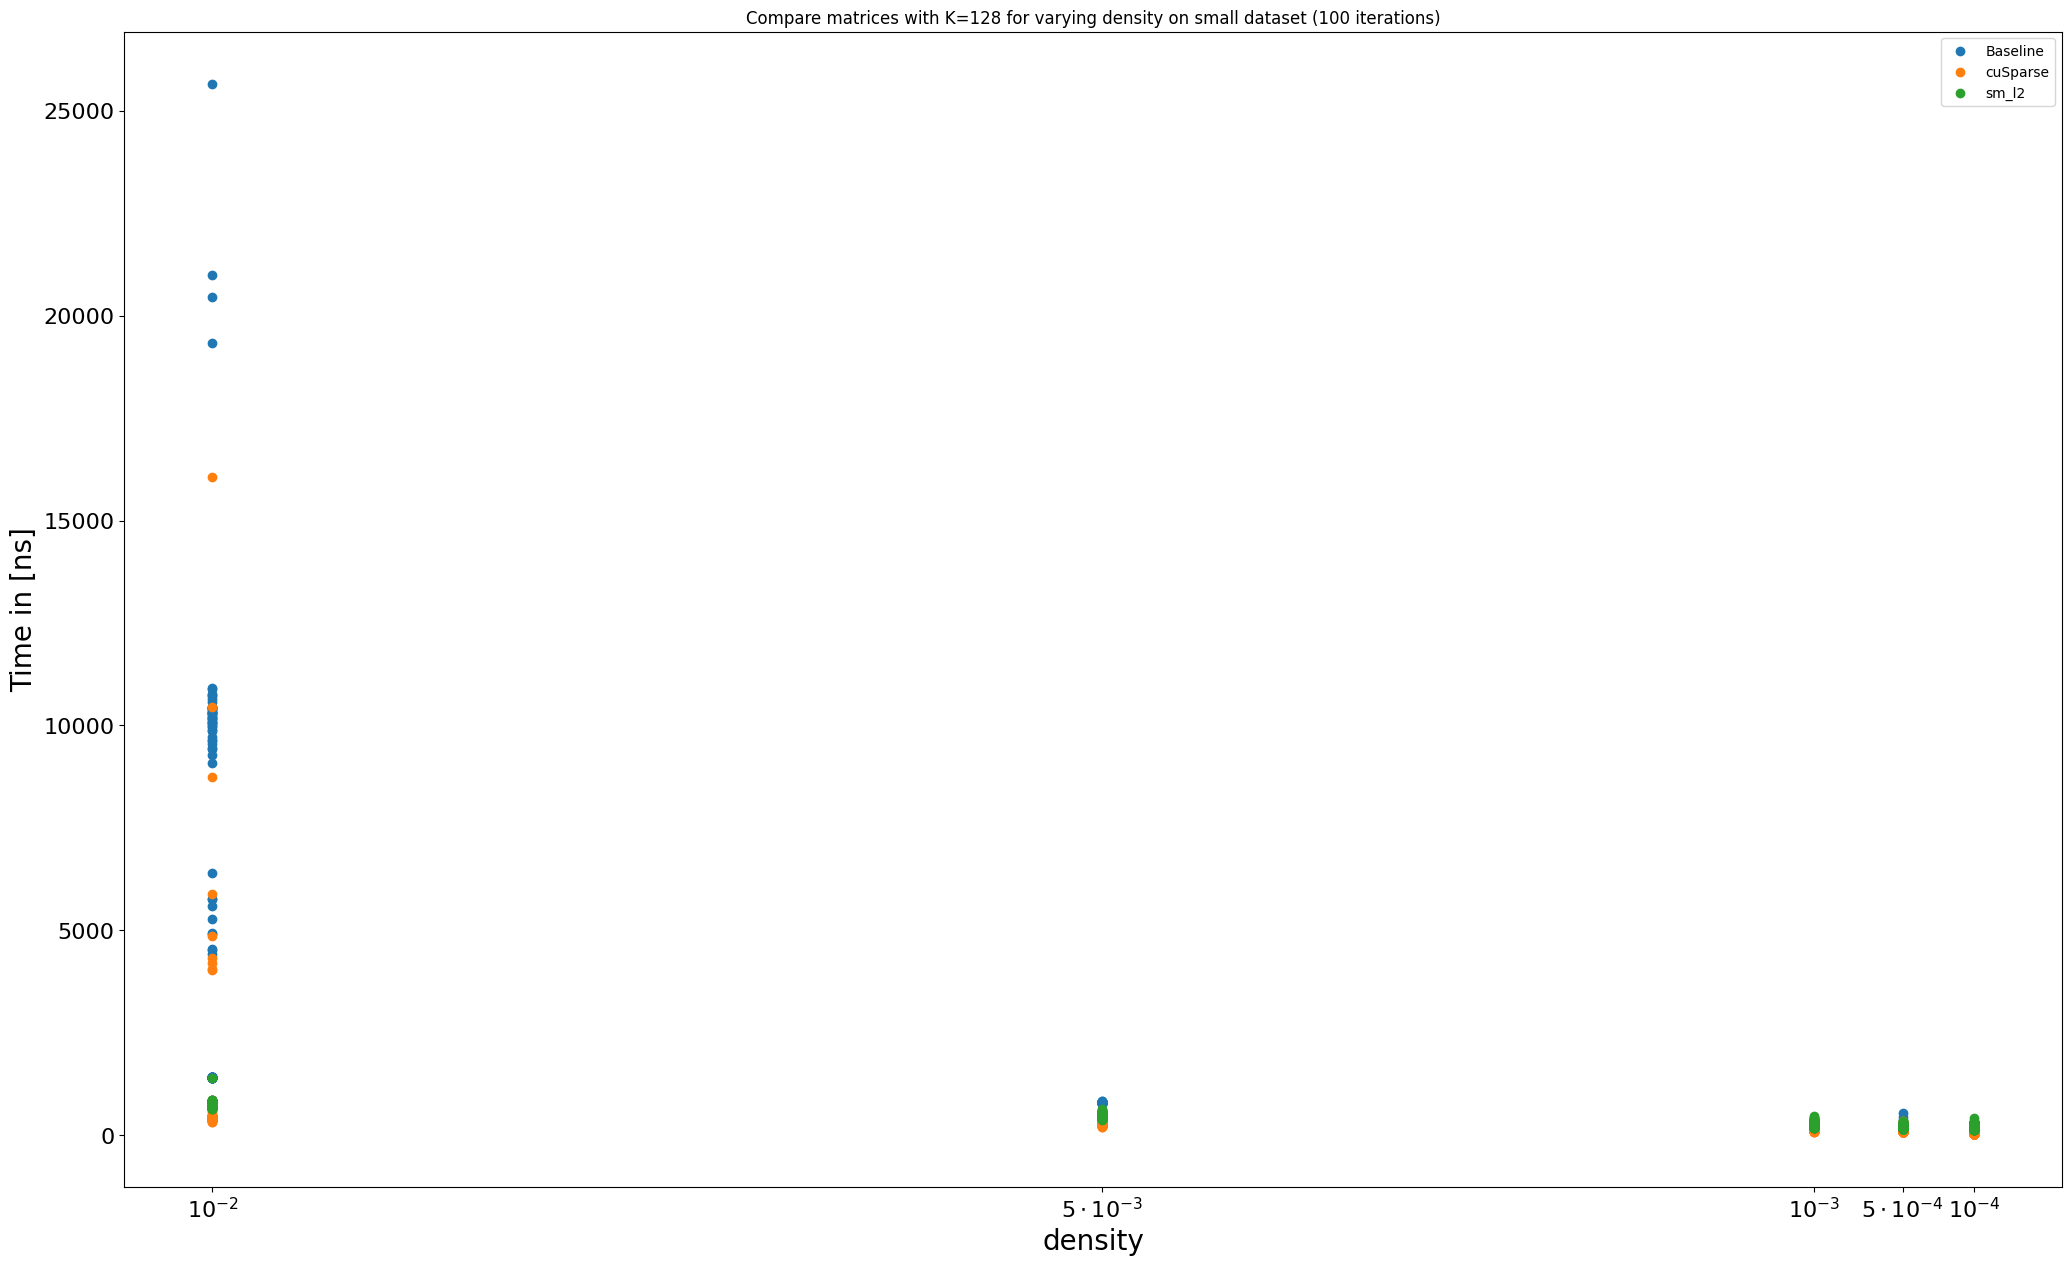 Compare matrices with K=128 for varying density on small dataset (100 iterations)
Baseline
cuSparse
sm_l2
25000
20000
15000
10000
5000
0
Time in [ns]
10⁻² 5·10⁻³ 10⁻³ 5·10⁻⁴ 10⁻⁴
density